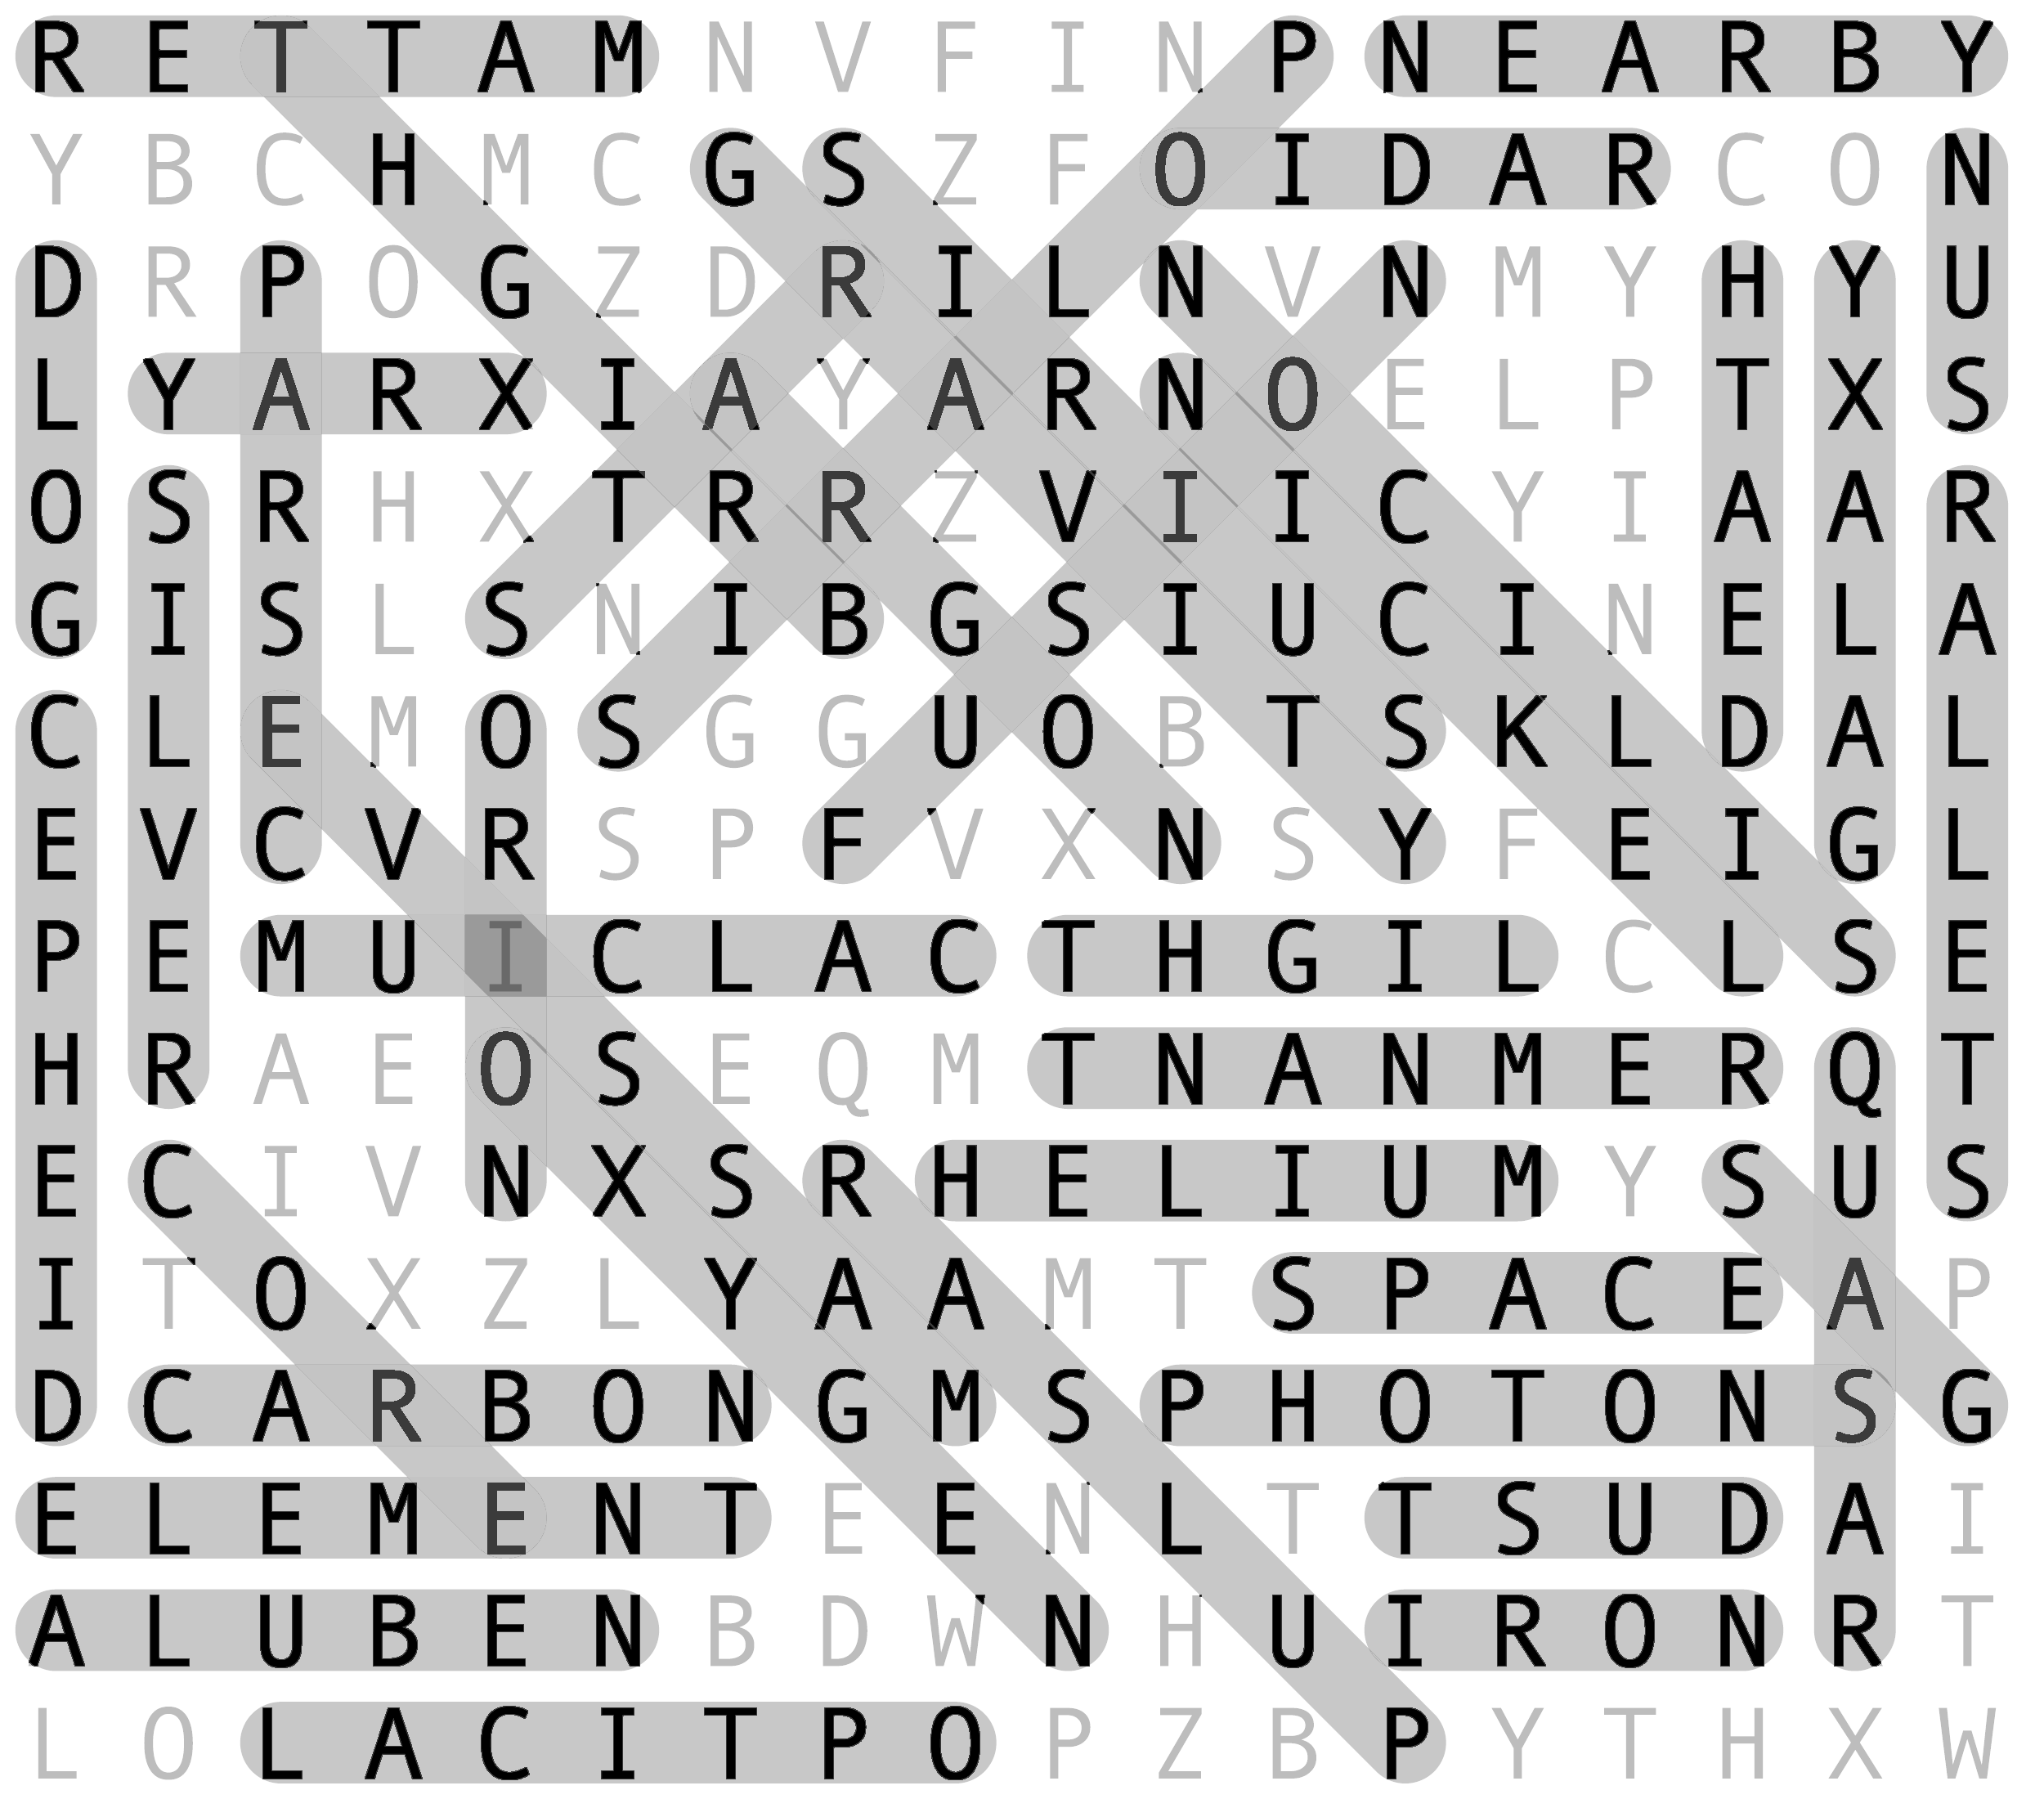 R E T T A M N V F I N P N E A R B Y
Y B C H M C G S Z F O I D A R C O N
D R P O G Z D R I L N V N M Y H Y U
L Y A R X I A Y A R N O E L P T X S
O S R H X T R R Z V I I C Y I A A R
G I S L S N I B G S I U C I N E L A
C L E M O S G G U O B T S K L D A L
E V C V R S P F V X N S Y F E I G L
P E M U I C L A C T H G I L C L S E
H R A E O S E Q M T N A N M E R Q T
E C I V N X S R H E L I U M Y S U S
I T O X Z L Y A A M T S P A C E A P
D C A R B O N G M S P H O T O N S G
E L E M E N T E E N L T T S U D A I
A L U B E N B D W N H U I R O N R T
L O L A C I T P O P Z B P Y T H X W